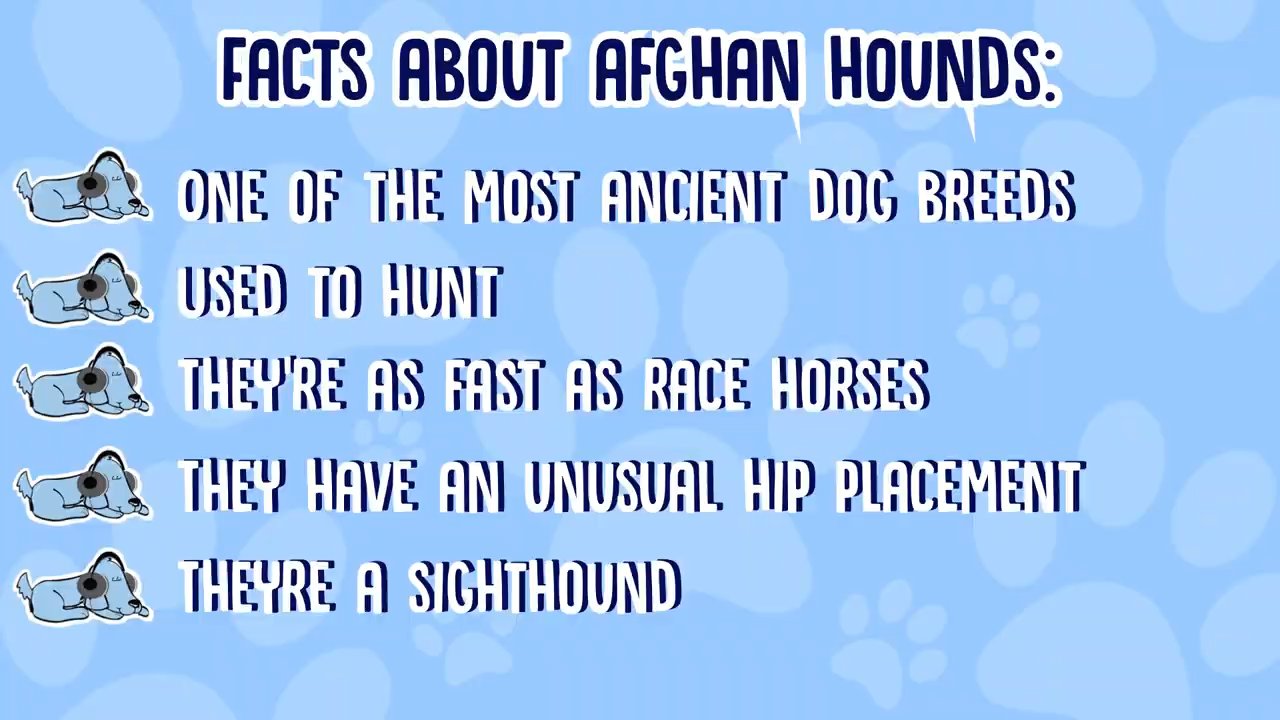 FACTS ABOUT AFGHAN HOUNDS:
ONE OF THE MOST ANCIENT DOG BREEDS
USED TO HUNT
THEY'RE AS FAST AS RACE HORSES
THEY HAVE AN UNUSUAL HIP PLACEMENT
THEYRE A SIGHTHOUND